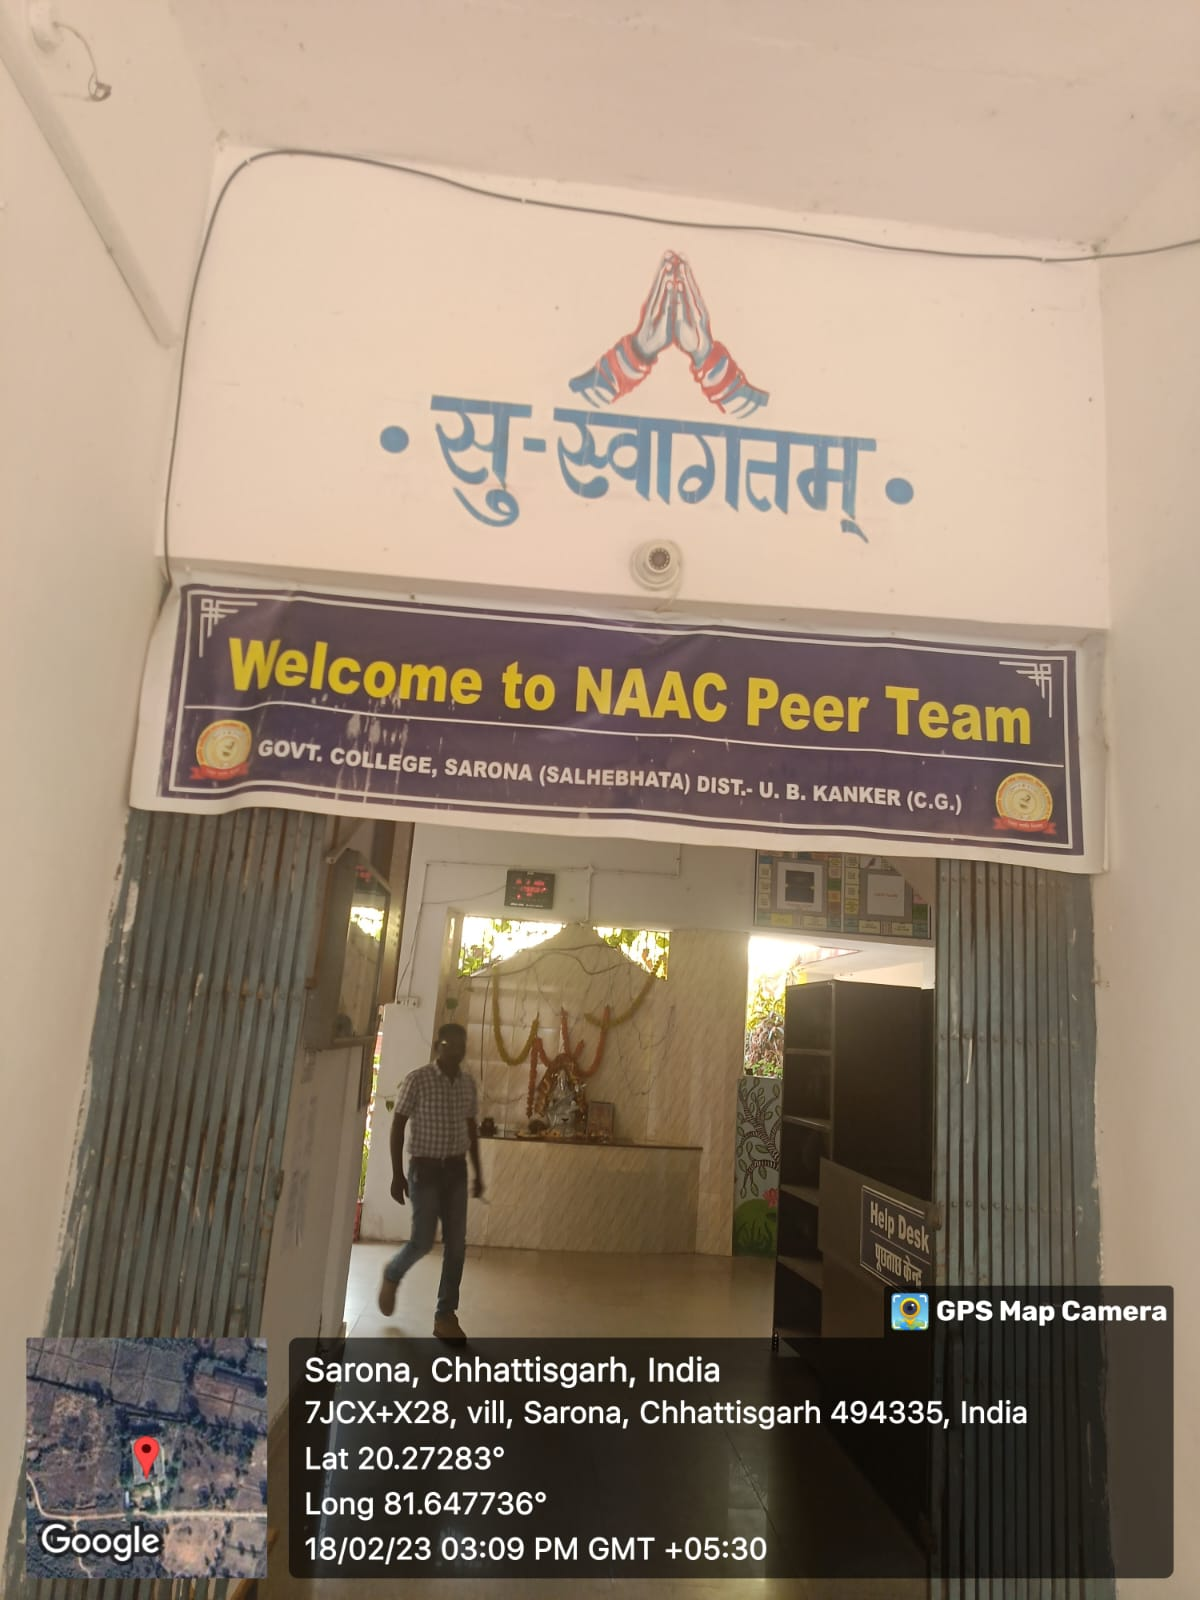 सु-स्वागतम्
Welcome to NAAC Peer Team
GOVT. COLLEGE, SARONA (SALHEBHATA) DIST.- U. B. KANKER (C.G.)
Help Desk
पूछताछ केन्द्र
GPS Map Camera
Sarona, Chhattisgarh, India
7JCX+X28, vill, Sarona, Chhattisgarh 494335, India
Lat 20.27283°
Long 81.647736°
18/02/23 03:09 PM GMT +05:30
Google